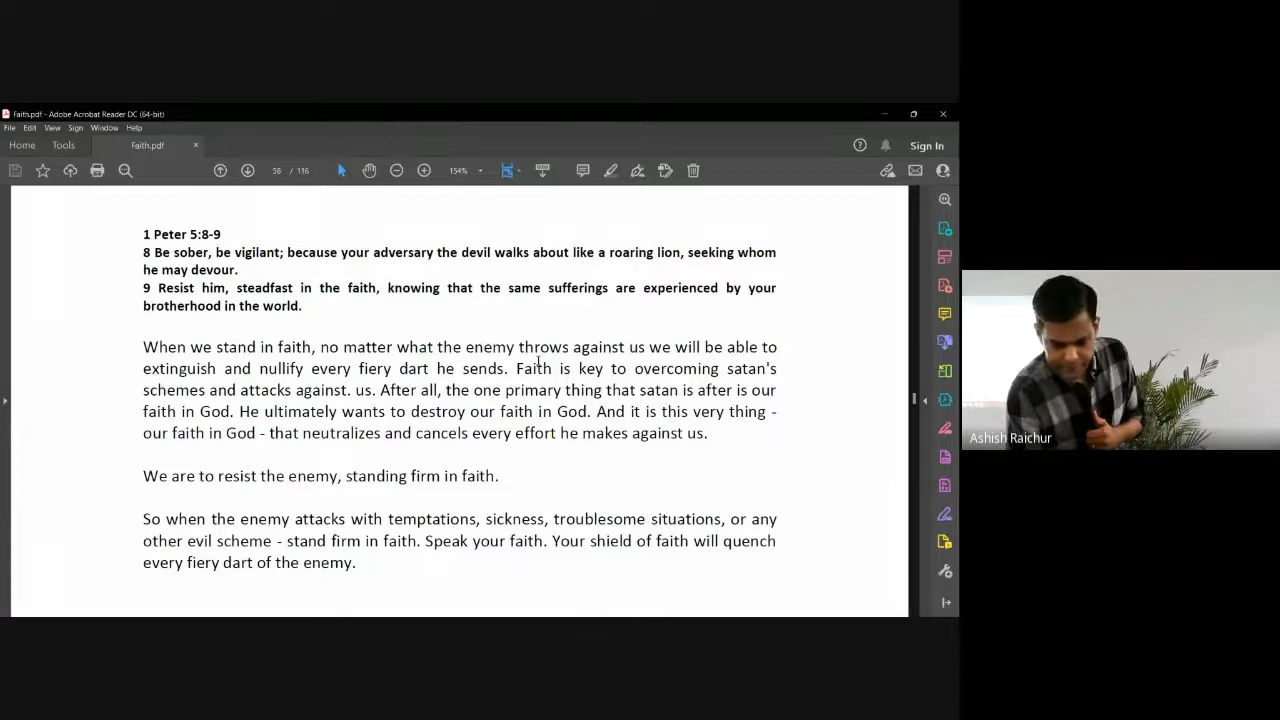 Faith.pdf - Adobe Acrobat Reader DC (64-bit)
File Edit View Sign Window Help
Home Tools Faith.pdf × Sign In
58 / 116 154%
1 Peter 5:8-9
8 Be sober, be vigilant; because your adversary the devil walks about like a roaring lion, seeking whom
he may devour.
9 Resist him, steadfast in the faith, knowing that the same sufferings are experienced by your
brotherhood in the world.
When we stand in faith, no matter what the enemy throws against us we will be able to
extinguish and nullify every fiery dart he sends. Faith is key to overcoming satan's
schemes and attacks against. us. After all, the one primary thing that satan is after is our
faith in God. He ultimately wants to destroy our faith in God. And it is this very thing -
our faith in God - that neutralizes and cancels every effort he makes against us.
We are to resist the enemy, standing firm in faith.
So when the enemy attacks with temptations, sickness, troublesome situations, or any
other evil scheme - stand firm in faith. Speak your faith. Your shield of faith will quench
every fiery dart of the enemy.
Ashish Raichur